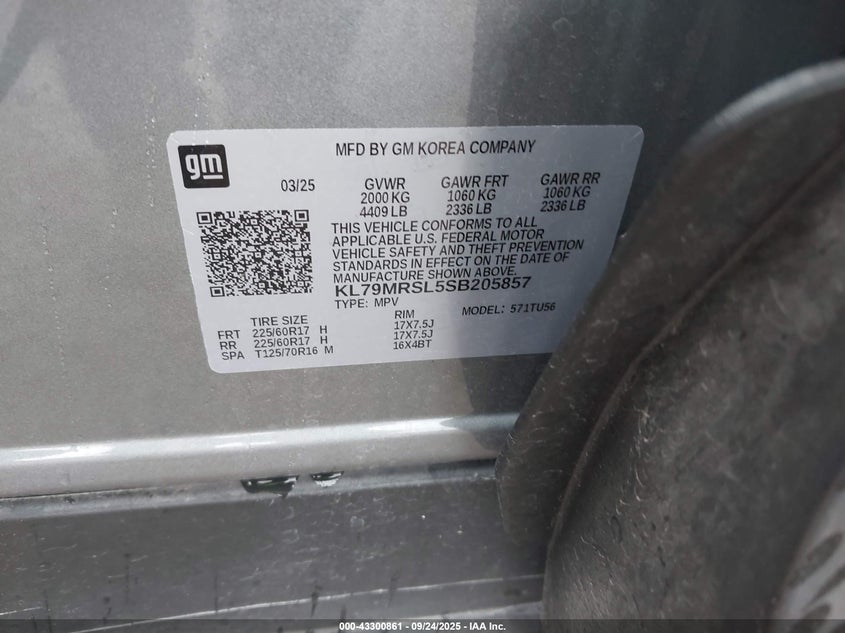 MFD BY GM KOREA COMPANY
gm
03/25 GVWR GAWR FRT GAWR RR
2000 KG 1060 KG 1060 KG
4409 LB 2336 LB 2336 LB
THIS VEHICLE CONFORMS TO ALL
APPLICABLE U.S. FEDERAL MOTOR
VEHICLE SAFETY AND THEFT PREVENTION
STANDARDS IN EFFECT ON THE DATE OF
MANUFACTURE SHOWN ABOVE.
KL79MRSL5SB205857
TYPE: MPV MODEL: 571TU56
TIRE SIZE RIM
FRT 225/60R17 H 17X7.5J
RR 225/60R17 H 17X7.5J
SPA T125/70R16 M 16X4BT
000-43300861 - 09/24/2025 - IAA Inc.